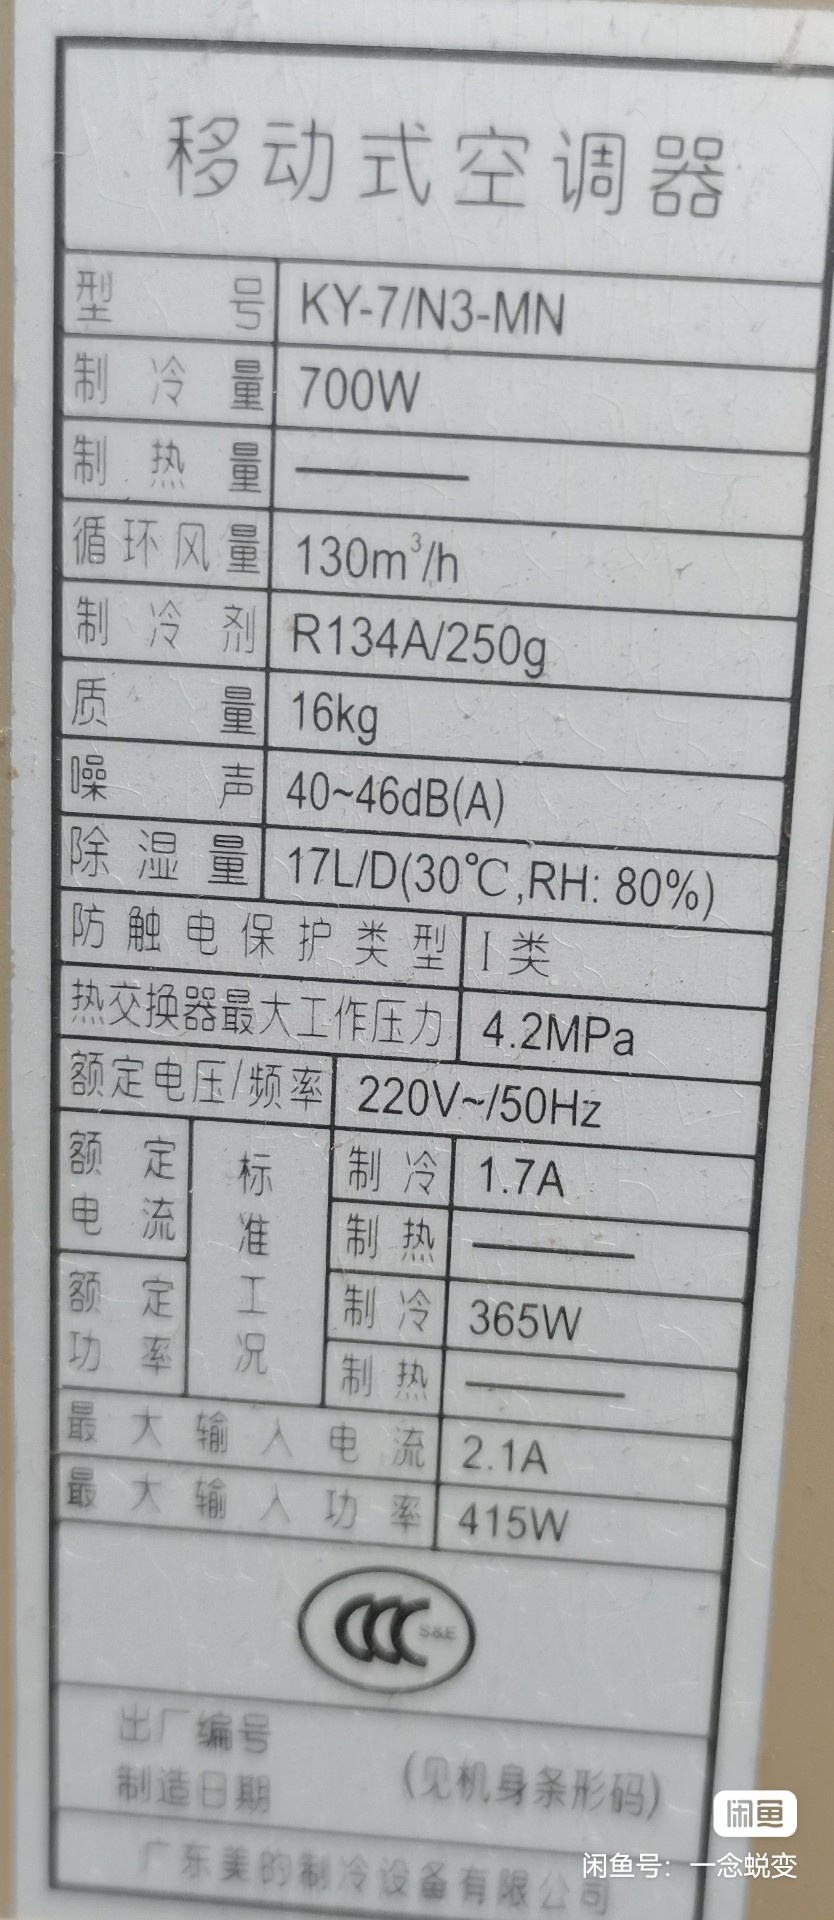 移动式空调器
型号 KY-7/N3-MN
制冷量 700W
制热量 ———
循环风量 130m³/h
制冷剂 R134A/250g
质量 16kg
噪声 40~46dB(A)
除湿量 17L/D(30℃,RH: 80%)
防触电保护类型 I类
热交换器最大工作压力 4.2MPa
额定电压/频率 220V~/50Hz
额定电流 标准工况 制冷 1.7A
制热 ———
额定功率 制冷 365W
制热 ———
最大输入电流 2.1A
最大输入功率 415W
CCC S&E
出厂编号
制造日期 (见机身条形码)
广东美的制冷设备有限公司
闲鱼
闲鱼号：一念蜕变